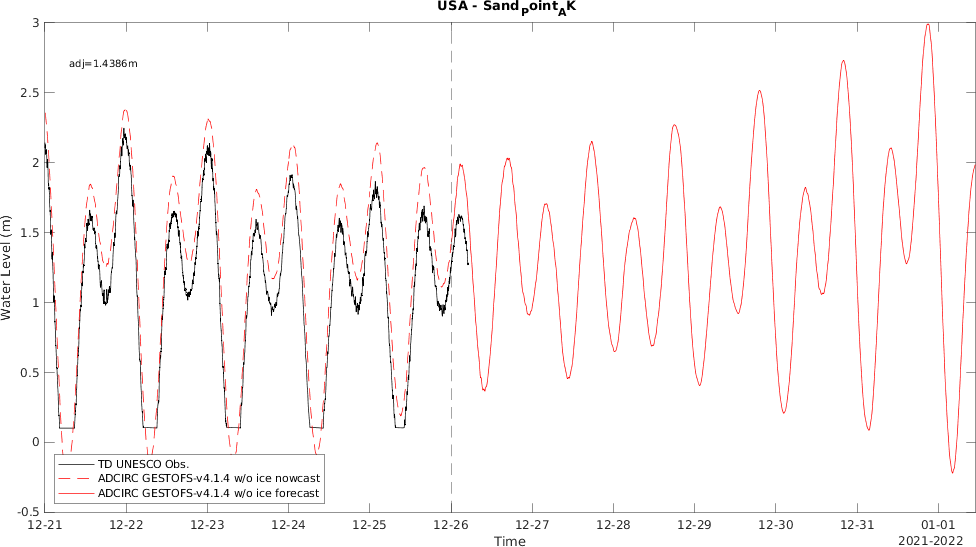 USA - Sand_Point_AK
adj=1.4386m
3
2.5
2
1.5
1
0.5
0
-0.5
Water Level (m)
TD UNESCO Obs.
ADCIRC GESTOFS-v4.1.4 w/o ice nowcast
ADCIRC GESTOFS-v4.1.4 w/o ice forecast
12-21 12-22 12-23 12-24 12-25 12-26 12-27 12-28 12-29 12-30 12-31 01-01
Time
2021-2022